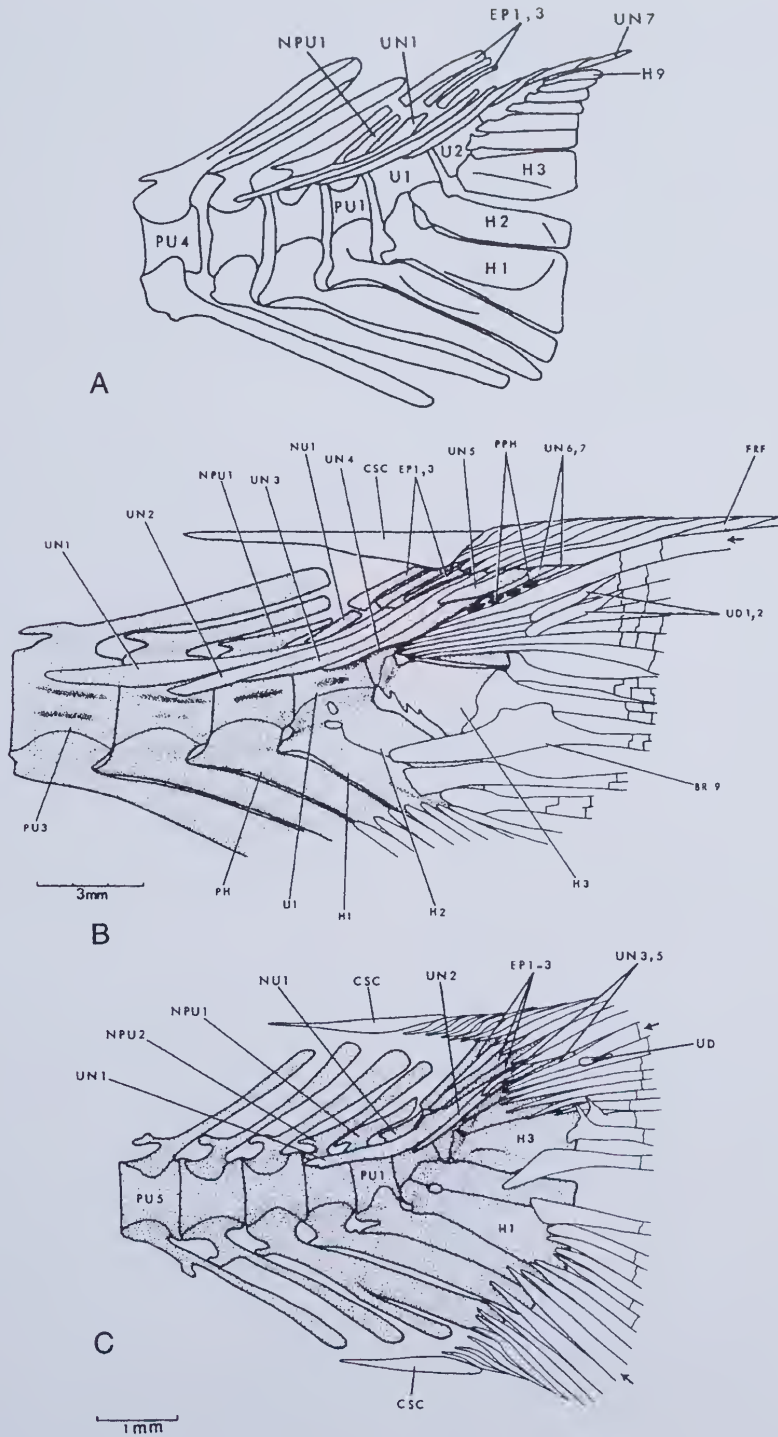 EP1, 3
UN7
NPU1
UN1
H9
U2
U1
H3
PU1
H2
PU4
H1
A
NU1
UN4
CSC
EP1,3
UN5
PPH
UN6,7
FRF
NPU1
UN3
UN2
UN1
UD1,2
BR9
PU3
PH
U1
H1
H2
H3
3mm
B
NU1
CSC
UN2
EP1-3
UN3,5
NPU1
NPU2
UD
UN1
H3
PU1
PU5
H1
C
CSC
1mm